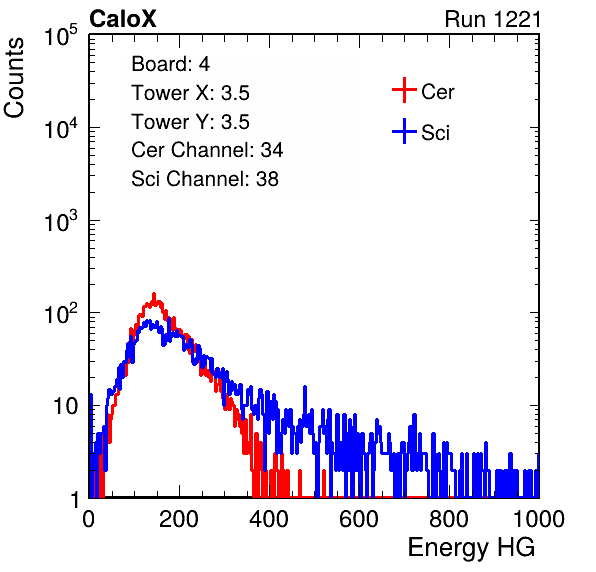 CaloX Run 1221
10^5
Counts
Board: 4
Tower X: 3.5
Tower Y: 3.5
Cer Channel: 34
Sci Channel: 38
Cer
Sci
10^4
10^3
10^2
10
1
0 200 400 600 800 1000
Energy HG